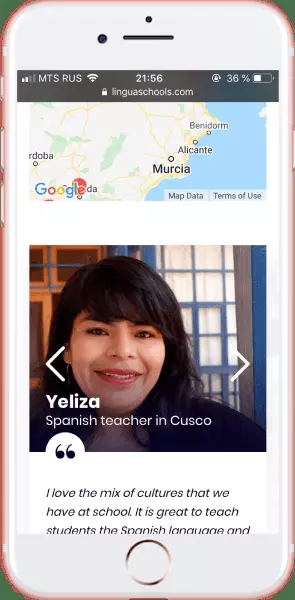 MTS RUS 21:56 36 %
linguaschools.com
Benidorm
Alicante
Murcia
rdoba
Google
da
Map Data Terms of Use
Yeliza
Spanish teacher in Cusco
“
I love the mix of cultures that we
have at school. It is great to teach
students the Spanish language and